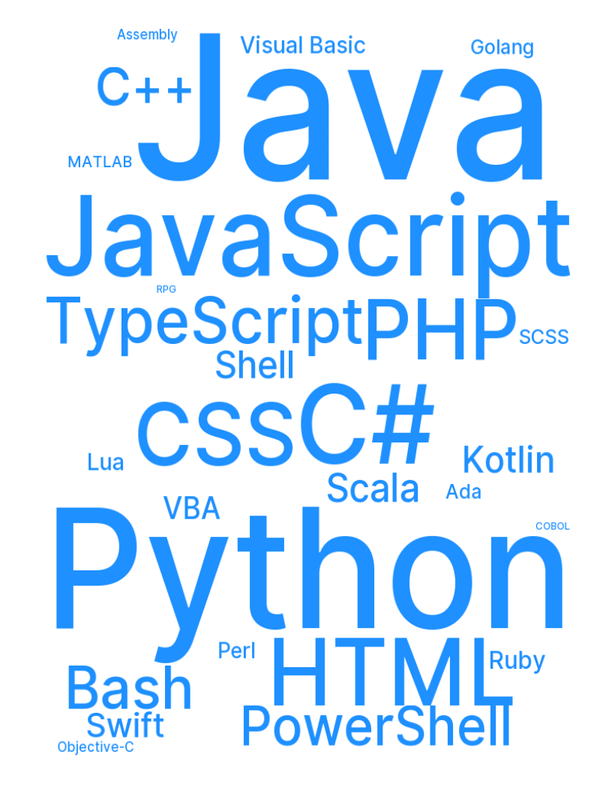 Assembly
Visual Basic
Golang
C++
Java
MATLAB
JavaScript
RPG
TypeScript
PHP
SCSS
Shell
CSS
C#
Lua
Kotlin
Scala
Ada
VBA
COBOL
Python
Perl
HTML
Ruby
Bash
Swift
PowerShell
Objective-C